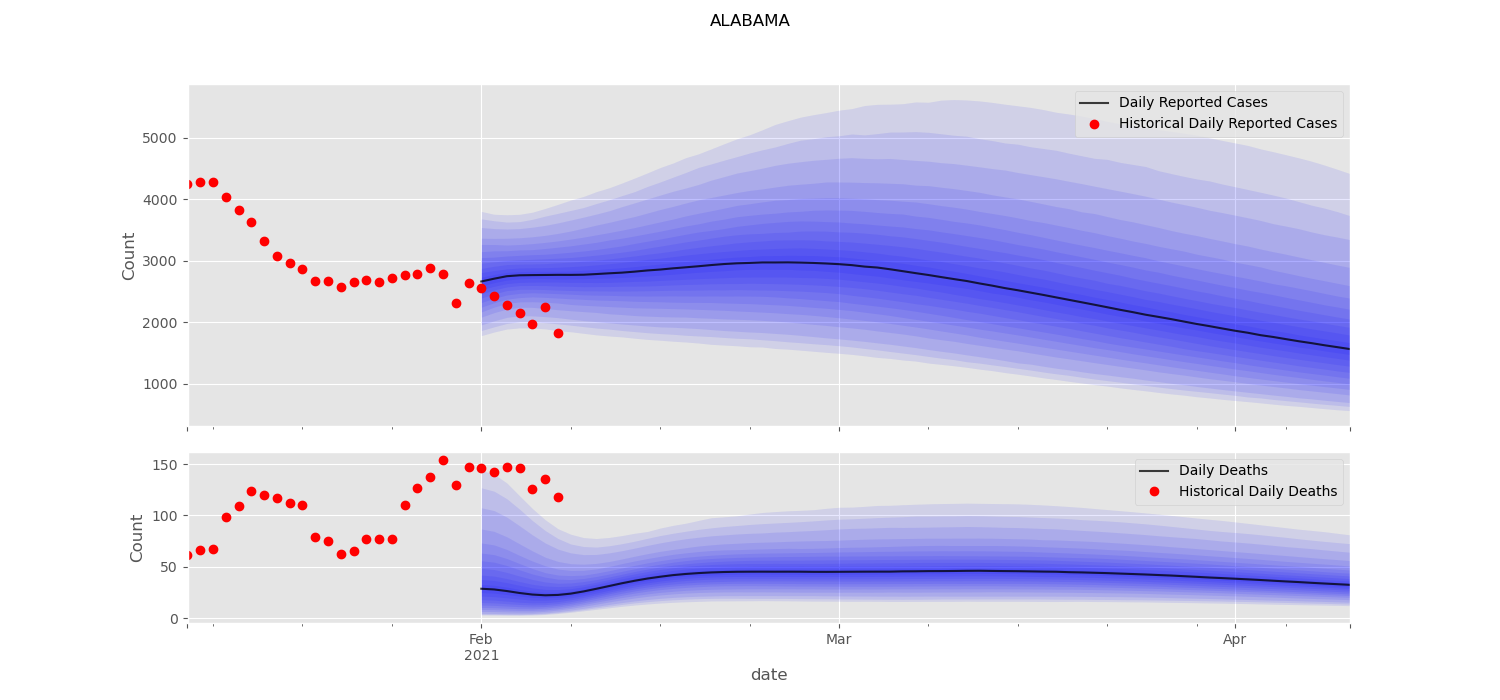 ALABAMA
Daily Reported Cases
Historical Daily Reported Cases
5000
4000
3000
2000
1000
Count
Daily Deaths
Historical Daily Deaths
150
100
50
0
Count
Feb
2021
Mar
Apr
date